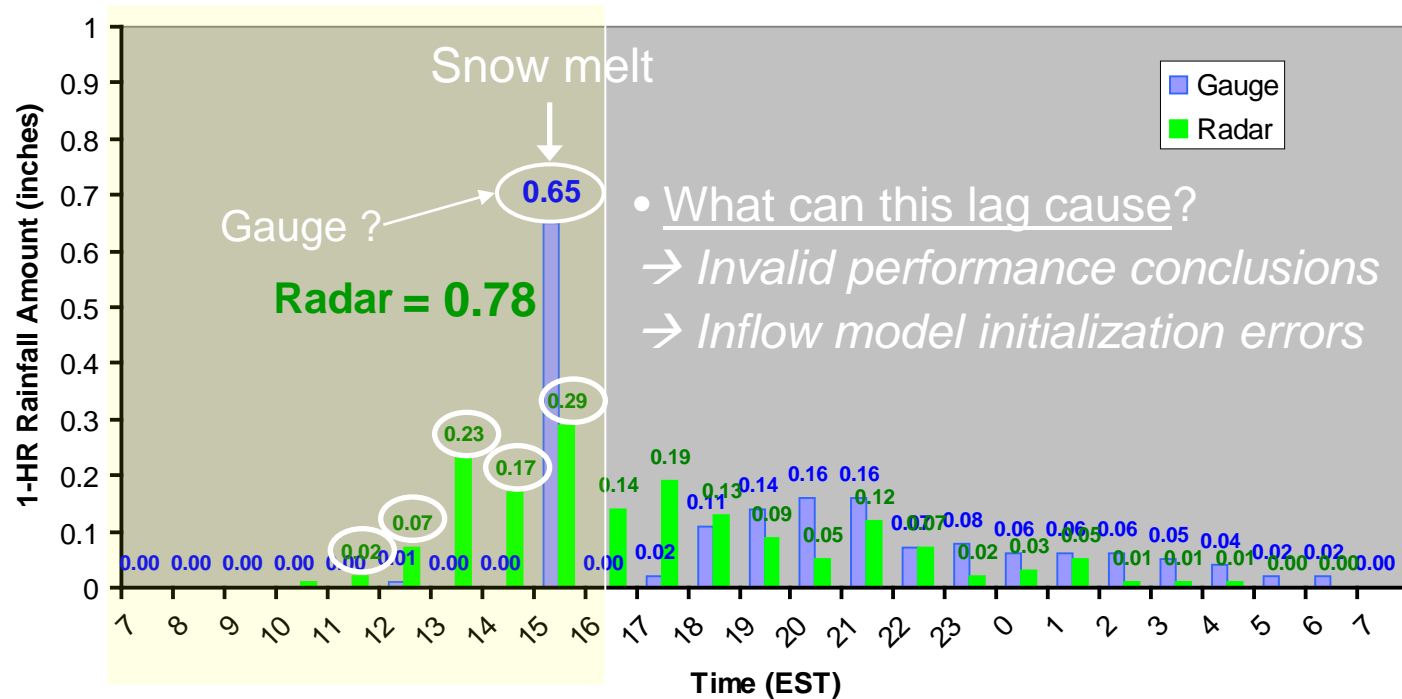 1
0.9
0.8
0.7
0.6
0.5
0.4
0.3
0.2
0.1
0
1-HR Rainfall Amount (inches)
Snow melt
Gauge
Radar
0.65
Gauge ?
Radar = 0.78
• What can this lag cause?
→ Invalid performance conclusions
→ Inflow model initialization errors
0.00 0.00 0.00 0.00 0.00 0.01 0.00 0.00 0.00 0.02 0.11 0.14 0.16 0.16 0.07 0.08 0.06 0.06 0.06 0.05 0.04 0.02 0.02 0.00
0.02 0.07 0.23 0.17 0.29 0.14 0.19 0.13 0.09 0.05 0.12 0.07 0.02 0.03 0.05 0.01 0.01 0.01 0.00 0.00
7 8 9 10 11 12 13 14 15 16 17 18 19 20 21 22 23 0 1 2 3 4 5 6 7
Time (EST)